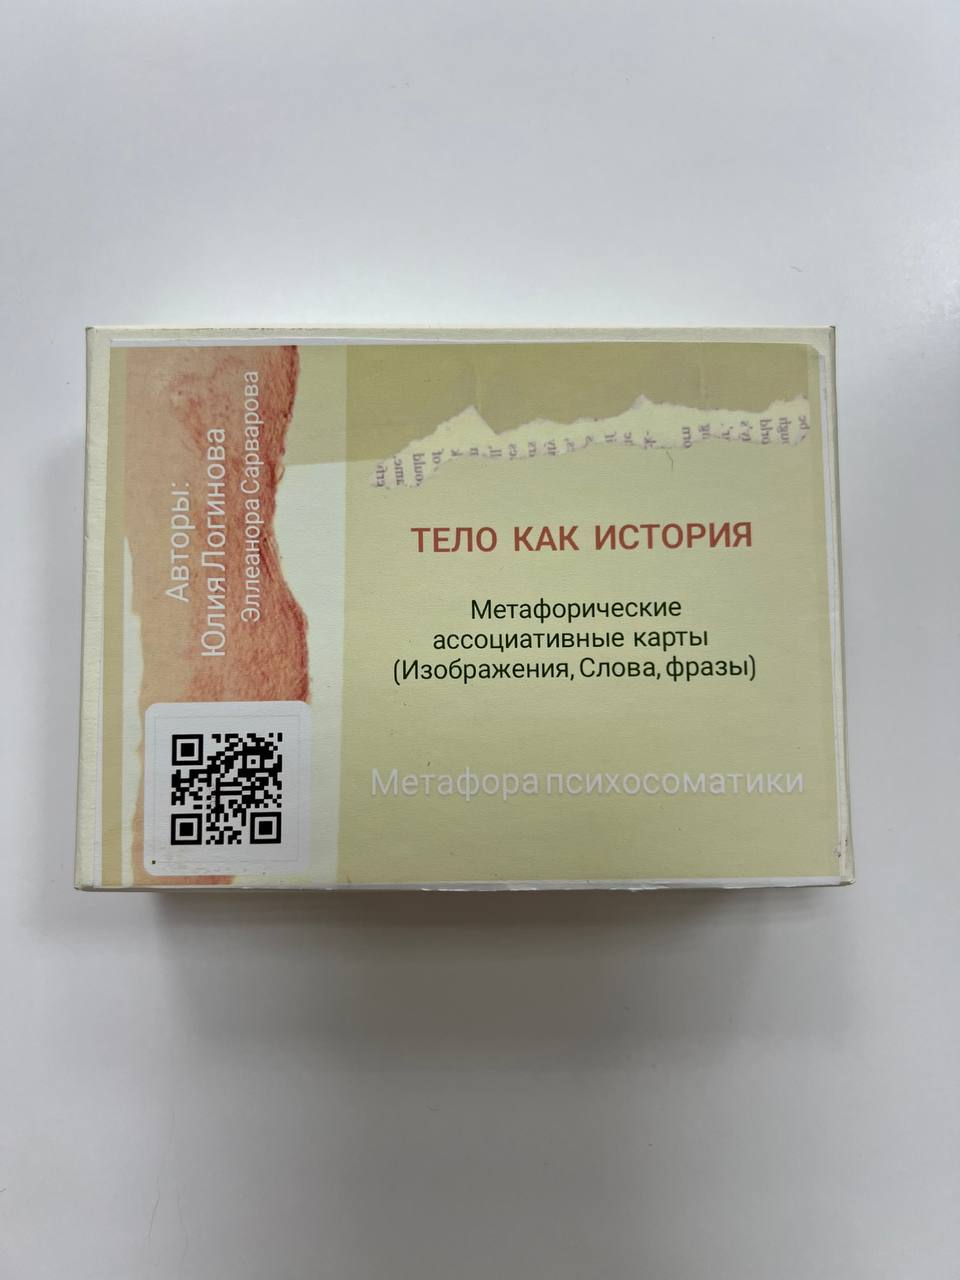 Авторы:
Юлия Логинова
Эллеанора Сарварова
ТЕЛО КАК ИСТОРИЯ
Метафорические
ассоциативные карты
(Изображения, Слова, фразы)
Метафора психосоматики